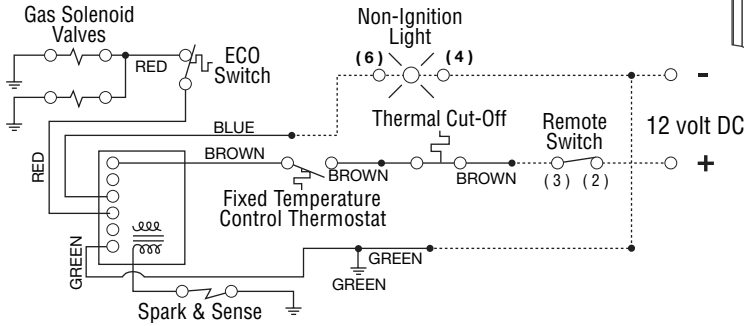 Gas Solenoid
Valves
RED
ECO
Switch
Non-Ignition
Light
(6)
(4)
-
12 volt DC
+
BLUE
Thermal Cut-Off
Remote
Switch
(3) (2)
BROWN
BROWN
BROWN
RED
Fixed Temperature
Control Thermostat
GREEN
GREEN
GREEN
Spark & Sense